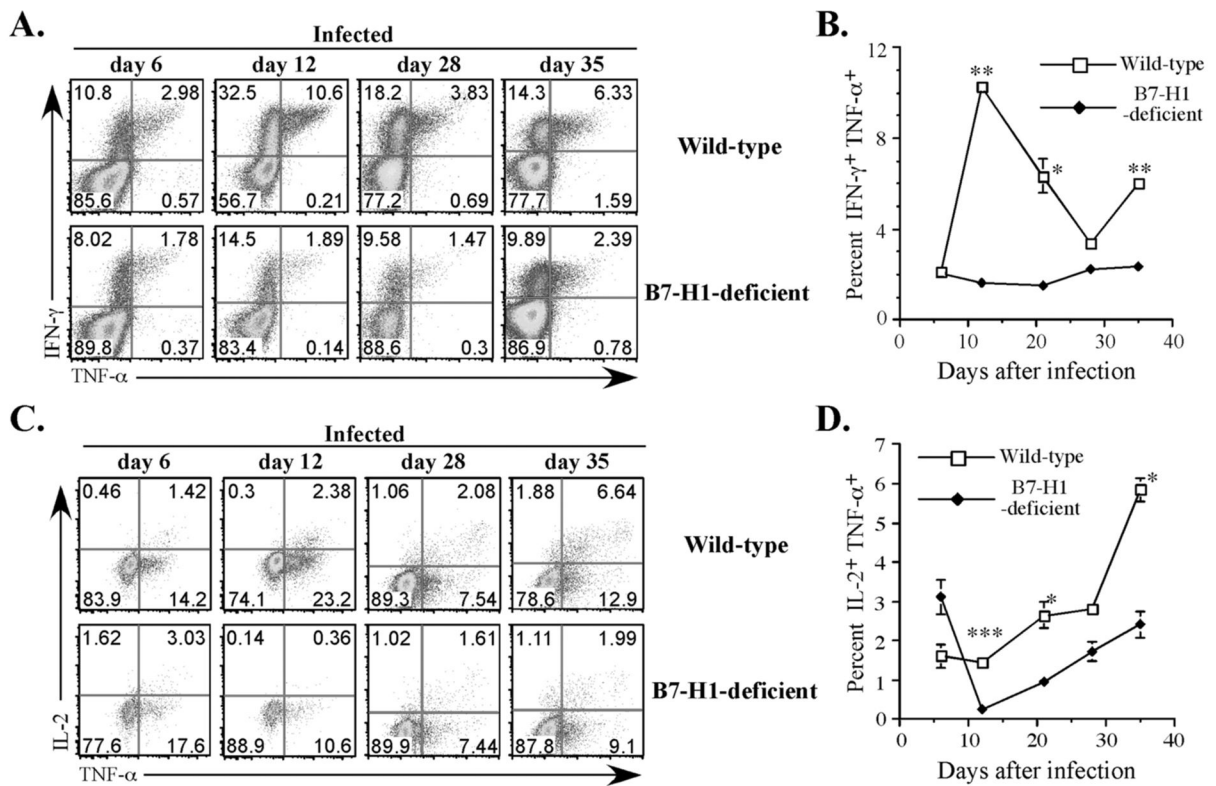 A.
Infected
day 6 day 12 day 28 day 35
10.8 2.98 32.5 10.6 18.2 3.83 14.3 6.33
85.6 0.57 56.7 0.21 77.2 0.69 77.7 1.59
Wild-type
8.02 1.78 14.5 1.89 9.58 1.47 9.89 2.39
89.8 0.37 83.4 0.14 88.6 0.3 86.9 0.78
B7-H1-deficient
IFN-γ
TNF-α
B.
12
8
4
0
Percent IFN-γ+ TNF-α+
Wild-type
B7-H1
-deficient
**
*
**
0 10 20 30 40
Days after infection
C.
Infected
day 6 day 12 day 28 day 35
0.46 1.42 0.3 2.38 1.06 2.08 1.88 6.64
83.9 14.2 74.1 23.2 89.3 7.54 78.6 12.9
Wild-type
1.62 3.03 0.14 0.36 1.02 1.61 1.11 1.99
77.6 17.6 88.9 10.6 89.9 7.44 87.8 9.1
B7-H1-deficient
IL-2
TNF-α
D.
7
6
5
4
3
2
1
0
Percent IL-2+ TNF-α+
Wild-type
B7-H1
-deficient
***
*
*
0 10 20 30 40
Days after infection